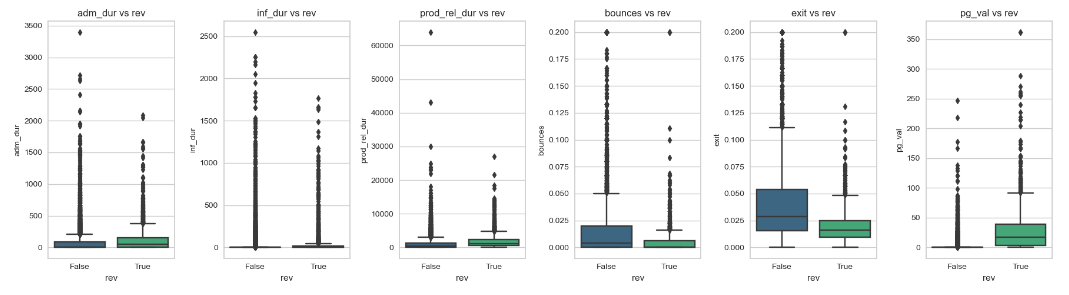 adm_dur vs rev
adm_dur
3500
3000
2500
2000
1500
1000
500
0
False True
rev
inf_dur vs rev
inf_dur
2500
2000
1500
1000
500
0
False True
rev
prod_rel_dur vs rev
prod_rel_dur
60000
50000
40000
30000
20000
10000
0
False True
rev
bounces vs rev
bounces
0.200
0.175
0.150
0.125
0.100
0.075
0.050
0.025
0.000
False True
rev
exit vs rev
exit
0.200
0.175
0.150
0.125
0.100
0.075
0.050
0.025
0.000
False True
rev
pg_val vs rev
pg_val
350
300
250
200
150
100
50
0
False True
rev